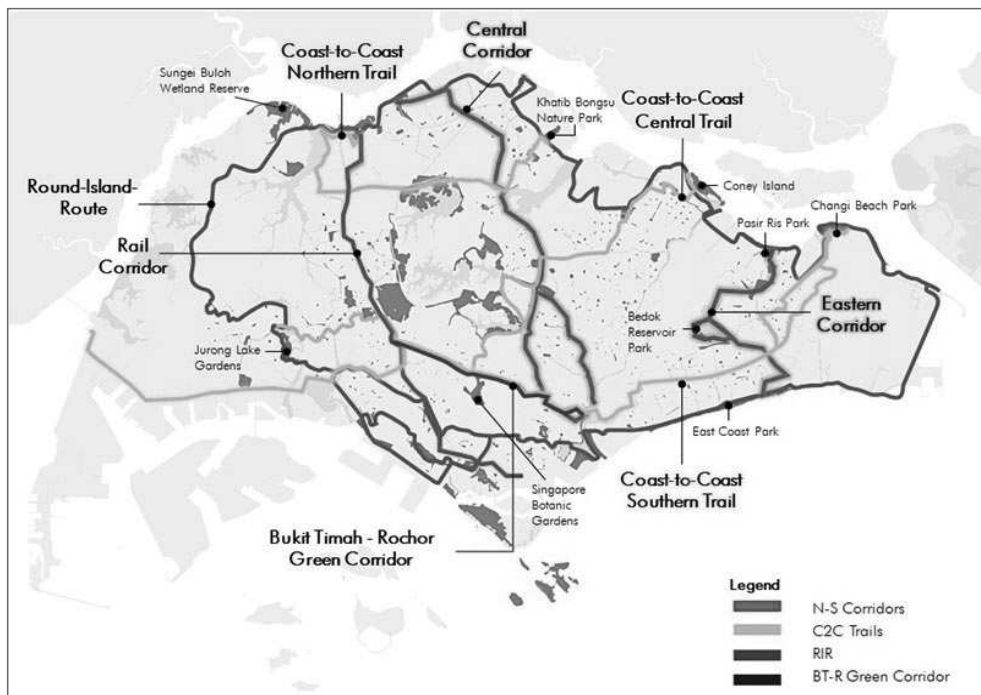 Central
Corridor
Coast-to-Coast
Northern Trail
Sungei Buloh
Wetland Reserve
Khatib Bongsu
Nature Park
Coast-to-Coast
Central Trail
Round-Island-
Route
Coney Island
Changi Beach Park
Pasir Ris Park
Rail
Corridor
Eastern
Corridor
Bedok
Reservoir
Park
Jurong Lake
Gardens
East Coast Park
Singapore
Botanic
Gardens
Coast-to-Coast
Southern Trail
Bukit Timah - Rochor
Green Corridor
Legend
N-S Corridors
C2C Trails
RIR
BT-R Green Corridor